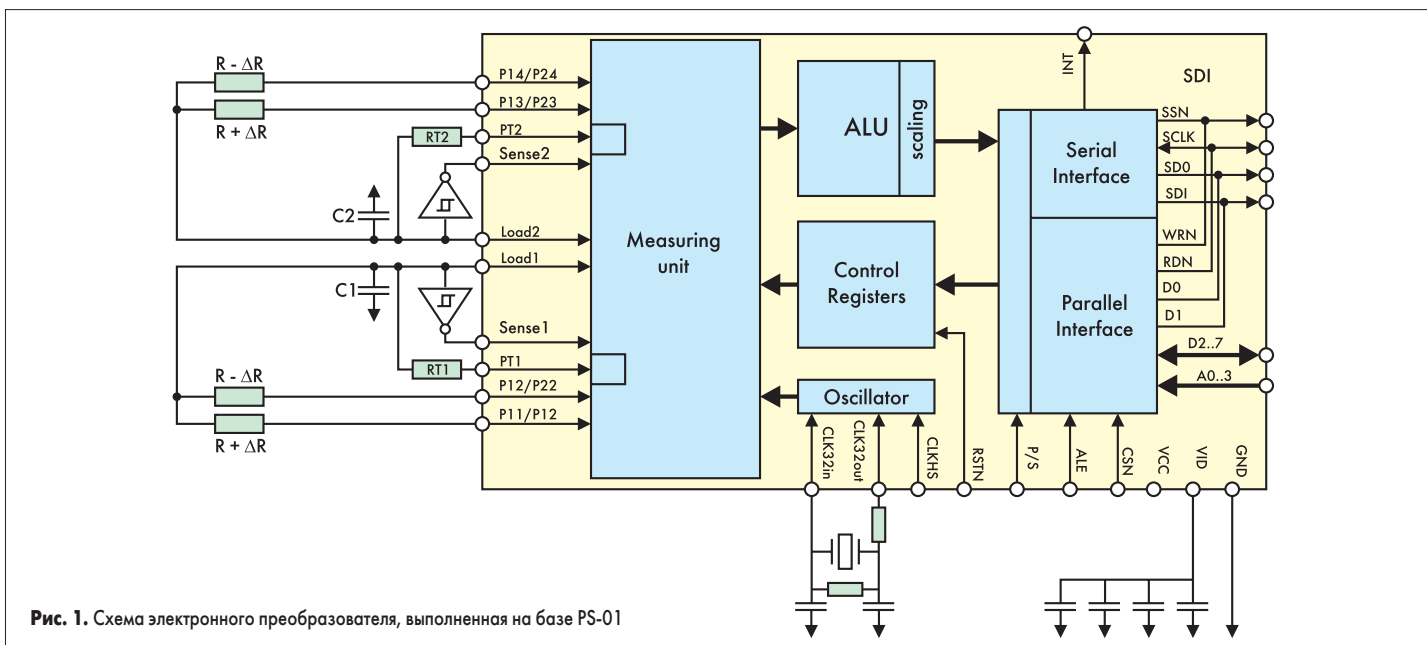 R - ΔR
R + ΔR
RT2
C2
C1
RT1
R - ΔR
R + ΔR
P14/P24
P13/P23
PT2
Sense2
Load2
Load1
Sense1
PT1
P12/P22
P11/P12
Measuring
unit
ALU
scaling
Control
Registers
Oscillator
CLK32in
CLK32out
CLKHS
RSTN
INT
SDI
Serial
Interface
Parallel
Interface
SSN
SCLK
SD0
SDI
WRN
RDN
D0
D1
D2..7
A0..3
P/S
ALE
CSN
VCC
VID
GND
Рис. 1. Схема электронного преобразователя, выполненная на базе PS-01